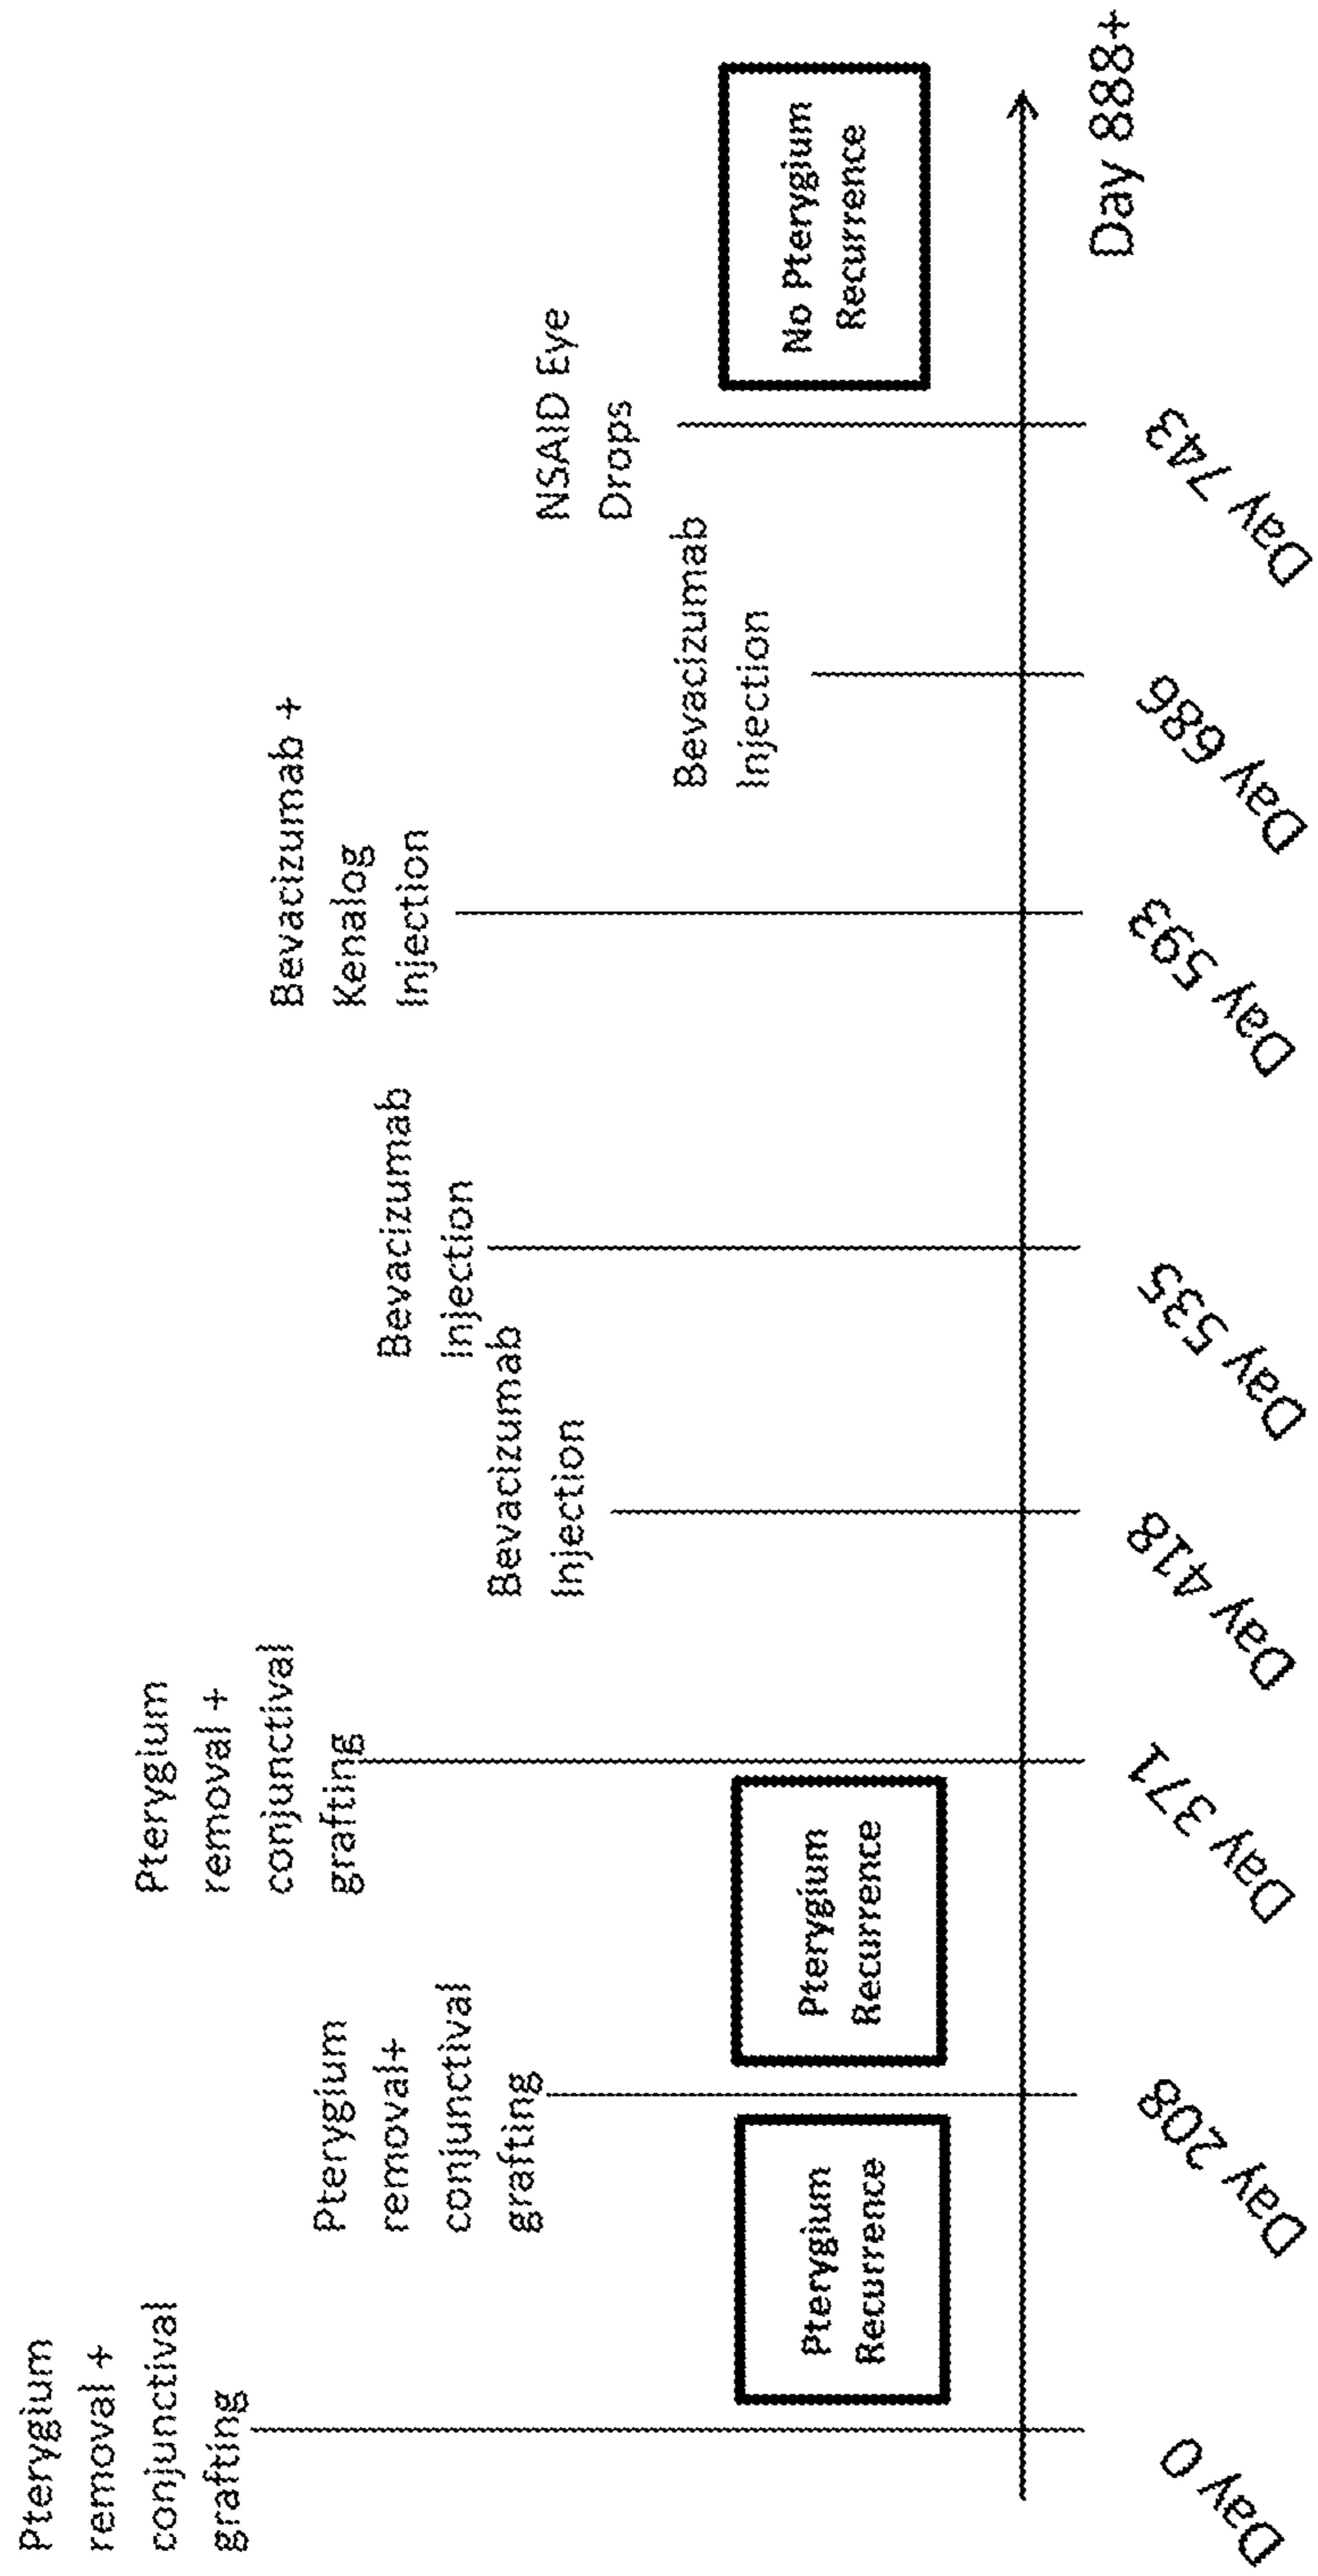 Pterygium
removal +
conjunctival
grafting
Pterygium
removal+
conjunctival
grafting
Pterygium
removal +
conjunctival
grafting
Bevacizumab
Injection
Bevacizumab
Injection
Bevacizumab +
Kenalog
Injection
Bevacizumab
Injection
NSAID Eye
Drops
Pterygium
Recurrence
Pterygium
Recurrence
No Pterygium
Recurrence
Day 0
Day 208
Day 371
Day 418
Day 535
Day 593
Day 686
Day 743
Day 888+